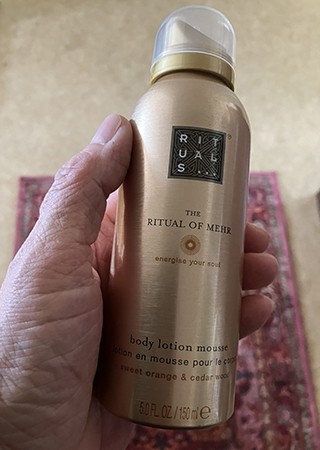 RIT
UAL
S...
THE
RITUAL OF MEHR
energise your soul
body lotion mousse
lotion en mousse pour le corps
sweet orange & cedar wood
5.0 FL. OZ. / 150 ml ℮